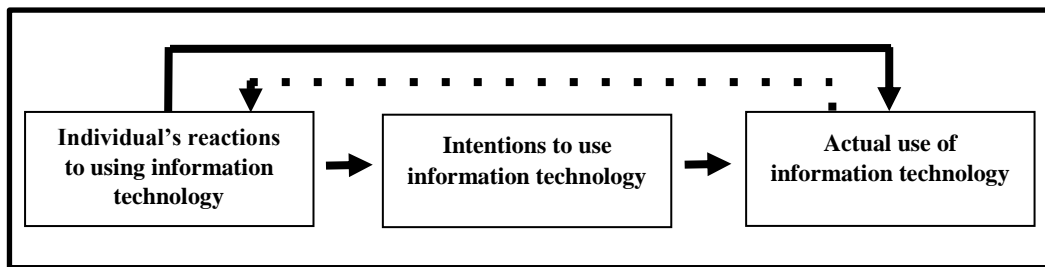 Individual’s reactions
to using information
technology
Intentions to use
information technology
Actual use of
information technology